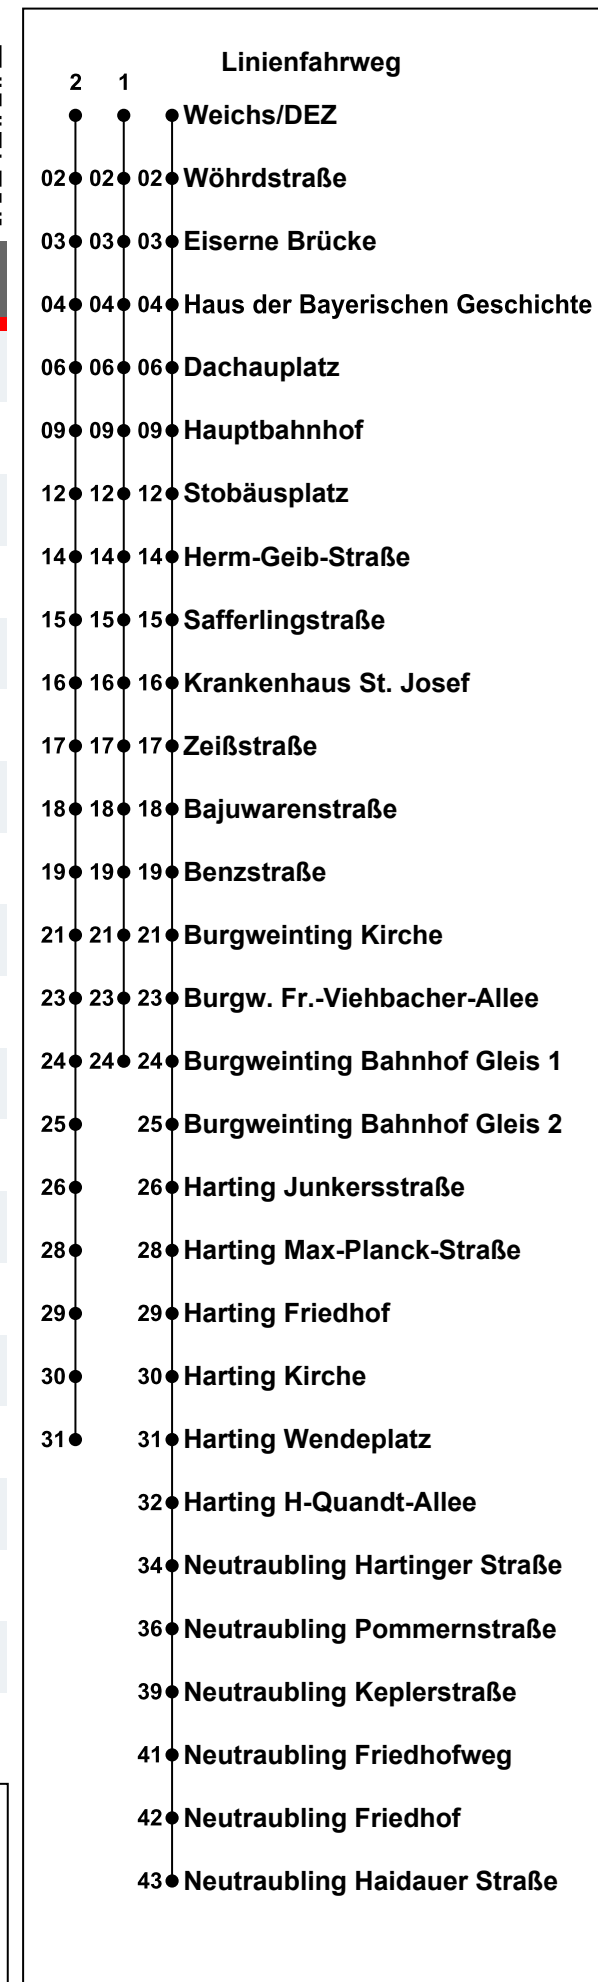 Linienfahrweg
2 1
Weichs/DEZ
02 02 02 Wöhrdstraße
03 03 03 Eiserne Brücke
04 04 04 Haus der Bayerischen Geschichte
06 06 06 Dachauplatz
09 09 09 Hauptbahnhof
12 12 12 Stobäusplatz
14 14 14 Herm-Geib-Straße
15 15 15 Safferlingstraße
16 16 16 Krankenhaus St. Josef
17 17 17 Zeißstraße
18 18 18 Bajuwarenstraße
19 19 19 Benzstraße
21 21 21 Burgweinting Kirche
23 23 23 Burgw. Fr.-Viehbacher-Allee
24 24 24 Burgweinting Bahnhof Gleis 1
25 25 Burgweinting Bahnhof Gleis 2
26 26 Harting Junkersstraße
28 28 Harting Max-Planck-Straße
29 29 Harting Friedhof
30 30 Harting Kirche
31 31 Harting Wendeplatz
32 Harting H-Quandt-Allee
34 Neutraubling Hartinger Straße
36 Neutraubling Pommernstraße
39 Neutraubling Keplerstraße
41 Neutraubling Friedhofweg
42 Neutraubling Friedhof
43 Neutraubling Haidauer Straße